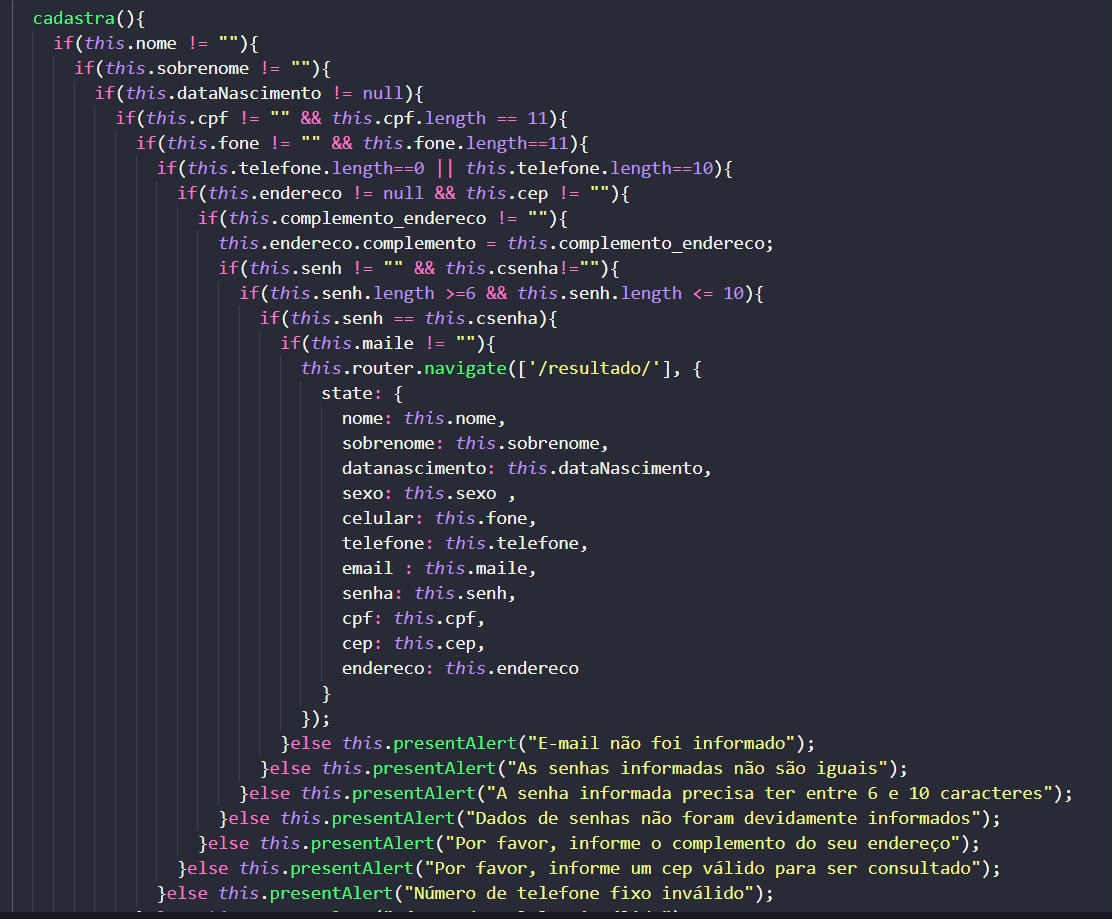 cadastra(){
if(this.nome != ""){
if(this.sobrenome != ""){
if(this.dataNascimento != null){
if(this.cpf != "" && this.cpf.length == 11){
if(this.fone != "" && this.fone.length==11){
if(this.telefone.length==0 || this.telefone.length==10){
if(this.endereco != null && this.cep != ""){
if(this.complemento_endereco != ""){
this.endereco.complemento = this.complemento_endereco;
if(this.senh != "" && this.csenha!=""){
if(this.senh.length >=6 && this.senh.length <= 10){
if(this.senh == this.csenha){
if(this.maile != ""){
this.router.navigate(['/resultado/'], {
state: {
nome: this.nome,
sobrenome: this.sobrenome,
datanascimento: this.dataNascimento,
sexo: this.sexo ,
celular: this.fone,
telefone: this.telefone,
email : this.maile,
senha: this.senh,
cpf: this.cpf,
cep: this.cep,
endereco: this.endereco
}
});
}else this.presentAlert("E-mail não foi informado");
}else this.presentAlert("As senhas informadas não são iguais");
}else this.presentAlert("A senha informada precisa ter entre 6 e 10 caracteres");
}else this.presentAlert("Dados de senhas não foram devidamente informados");
}else this.presentAlert("Por favor, informe o complemento do seu endereço");
}else this.presentAlert("Por favor, informe um cep válido para ser consultado");
}else this.presentAlert("Número de telefone fixo inválido");